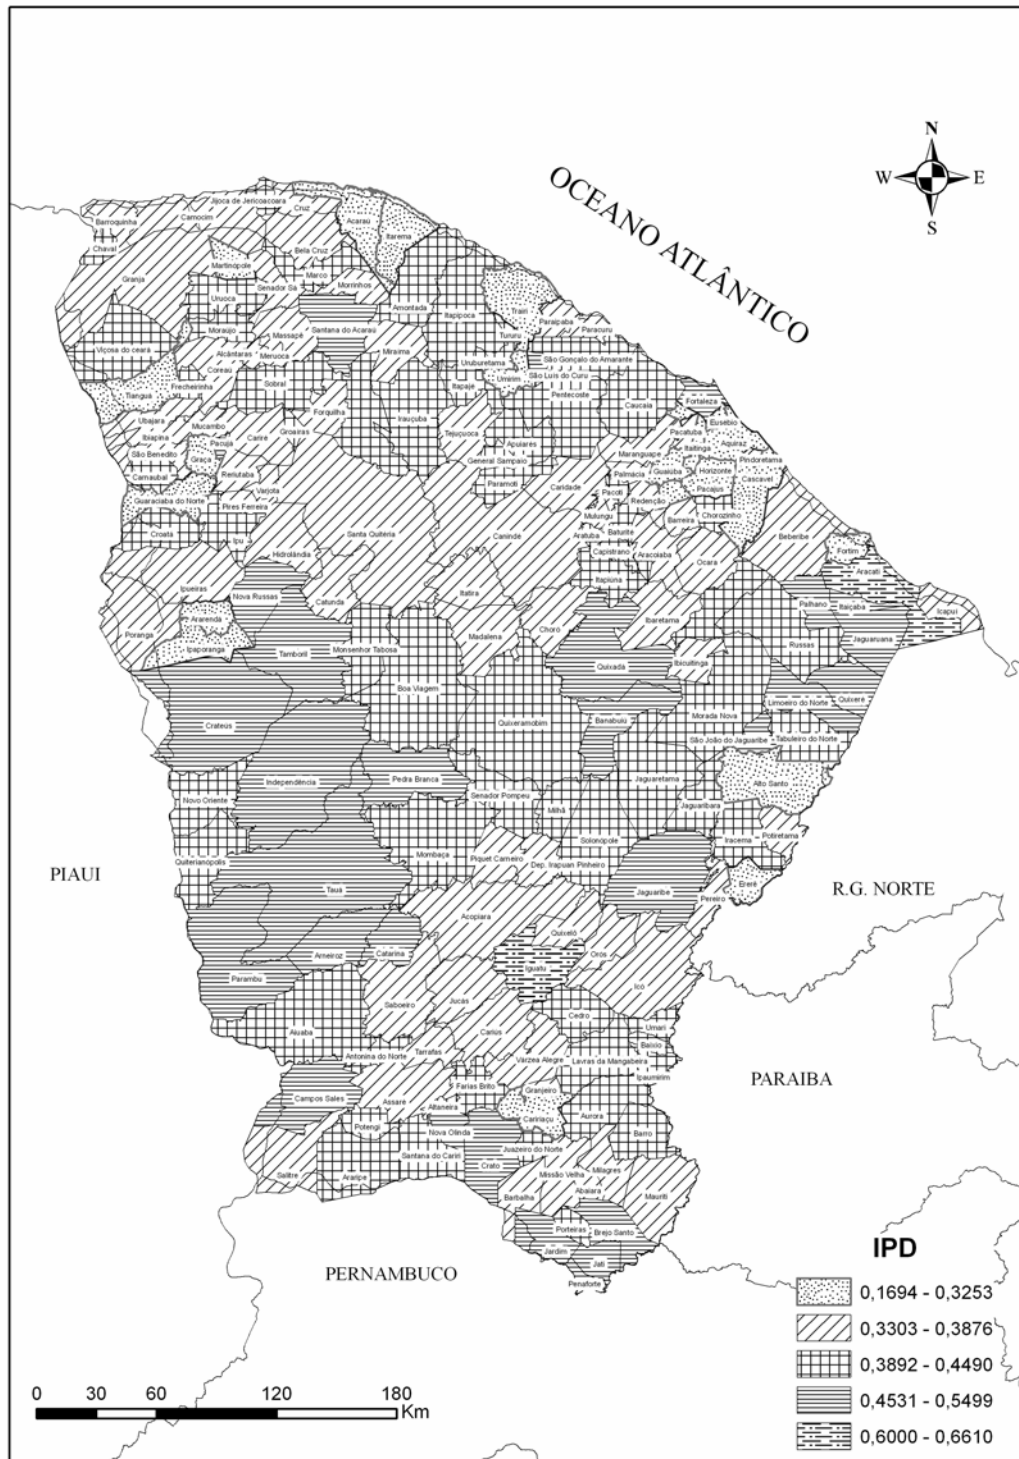 N
W E
S
OCEANO ATLÂNTICO
Jijoca de Jericoacoara
Cruz
Acaraú
Barroquinha
Camocim
Itarema
Chaval
Bela Cruz
Martinópole
Granja
Marco
Senador Sá
Morrinhos
Uruoca
Amontada
Itapipoca
Trairi
Paraipaba
Moraújo
Massapê
Santana do Acaraú
Paracuru
Tururu
Viçosa do ceará
Alcântaras
Meruoca
Miraíma
Uruburetama
São Gonçalo do Amarante
Coreaú
São Luis do Curu
Frecheirinha
Sobral
Itapaje
Umirim
Pentecoste
Tianguá
Forquilha
Irauçuba
Caucaia
Fortaleza
Ubajara
Mucambo
Eusebio
Ibiapina
Cariré
Groairas
Tejuçuoca
Apuiarés
Pacatuba
Aquiraz
São Benedito
Pacujá
Maranguape
Itaitinga
Graça
General Sampaio
Pindoretama
Carnaubal
Reriutaba
Palmácia
Guaiúba
Horizonte
Cascavel
Varjota
Paramoti
Caridade
Pacoti
Pacajus
Guaraciaba do Norte
Pires Ferreira
Redenção
Mulungu
Chorozinho
Croata
Ipu
Santa Quitéria
Caninde
Aratuba
Baturité
Barreira
Beberibe
Hidrolândia
Capistrano
Aracoiaba
Fortim
Ocara
Aracati
Ipueiras
Nova Russas
Catunda
Itatira
Itapiúna
Palhano
Itaiçaba
Icapui
Ararendá
Ibaretama
Poranga
Madalena
Choro
Jaguaruana
Russas
Ipaporanga
Tamboril
Monsenhor Tabosa
Quixadá
Ibicuitinga
Boa Viagem
Quixere
Limoeiro do Norte
Crateús
Quixeramobim
Banabuiú
Morada Nova
São João do Jaguaribe
Tabuleiro do Norte
Independência
Pedra Branca
Jaguaretama
Alto Santo
Novo Oriente
Senador Pompeu
Milhã
Jaguaribara
Potiretama
Solonopole
Iracema
Quiterianópolis
Mombaça
Piquet Carneiro
Dep. Irapuan Pinheiro
PIAUI
Tauá
Jaguaribe
Ererê
R.G. NORTE
Pereiro
Acopiara
Quixelô
Arneiroz
Catarina
Orós
Iguatu
Parambu
Icó
Saboeiro
Jucás
Cedro
Aiuaba
Cariús
Umari
Antonina do Norte
Tarrafas
Baixio
Várzea Alegre
Lavras da Mangabeira
PARAIBA
Farias Brito
Granjeiro
Ipaumirim
Campos Sales
Assaré
Altaneira
Caririaçu
Aurora
Potengi
Nova Olinda
Barro
Santana do Cariri
Juazeiro do Norte
Crato
Salitre
Araripe
Missão Velha
Milagres
Abaiara
Mauriti
Barbalha
Porteiras
Brejo Santo
Jardim
Jati
Penaforte
PERNAMBUCO
IPD
0,1694 - 0,3253
0,3303 - 0,3876
0,3892 - 0,4490
0,4531 - 0,5499
0,6000 - 0,6610
0 30 60 120 180
Km